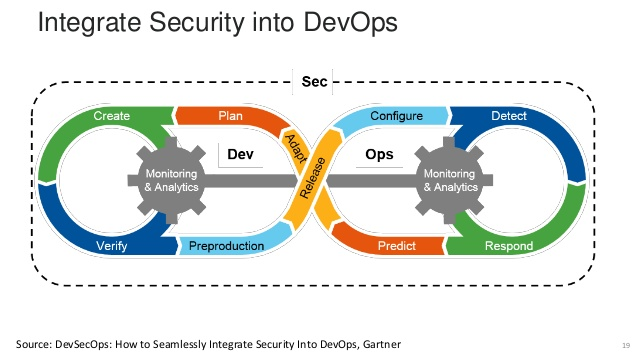 Integrate Security into DevOps
Sec
Create
Plan
Configure
Detect
Adapt
Dev
Ops
Release
Monitoring
& Analytics
Monitoring
& Analytics
Verify
Preproduction
Predict
Respond
Source: DevSecOps: How to Seamlessly Integrate Security Into DevOps, Gartner
19